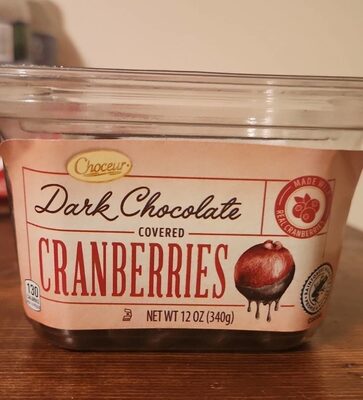 Choceur
Dark Chocolate
COVERED
CRANBERRIES
MADE WITH
REAL CRANBERRIES
130
NET WT 12 OZ (340g)